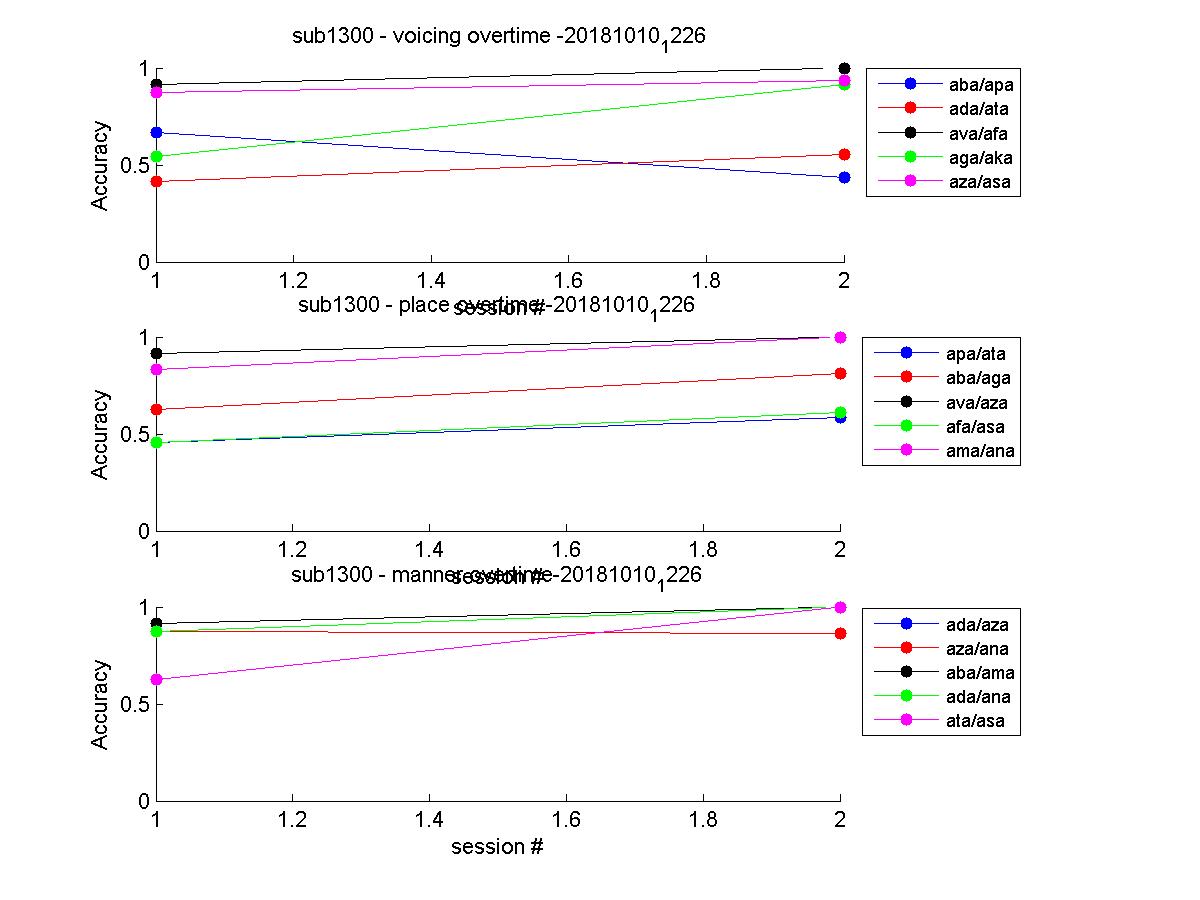 sub1300 - voicing overtime -20181010₁226
1
0.5
0
Accuracy
1 1.2 1.4 1.6 1.8 2
session #
aba/apa
ada/ata
ava/afa
aga/aka
aza/asa
sub1300 - place overtime -20181010₁226
1
0.5
0
Accuracy
1 1.2 1.4 1.6 1.8 2
session #
apa/ata
aba/aga
ava/aza
afa/asa
ama/ana
sub1300 - manner overtime -20181010₁226
1
0.5
0
Accuracy
1 1.2 1.4 1.6 1.8 2
session #
ada/aza
aza/ana
aba/ama
ada/ana
ata/asa